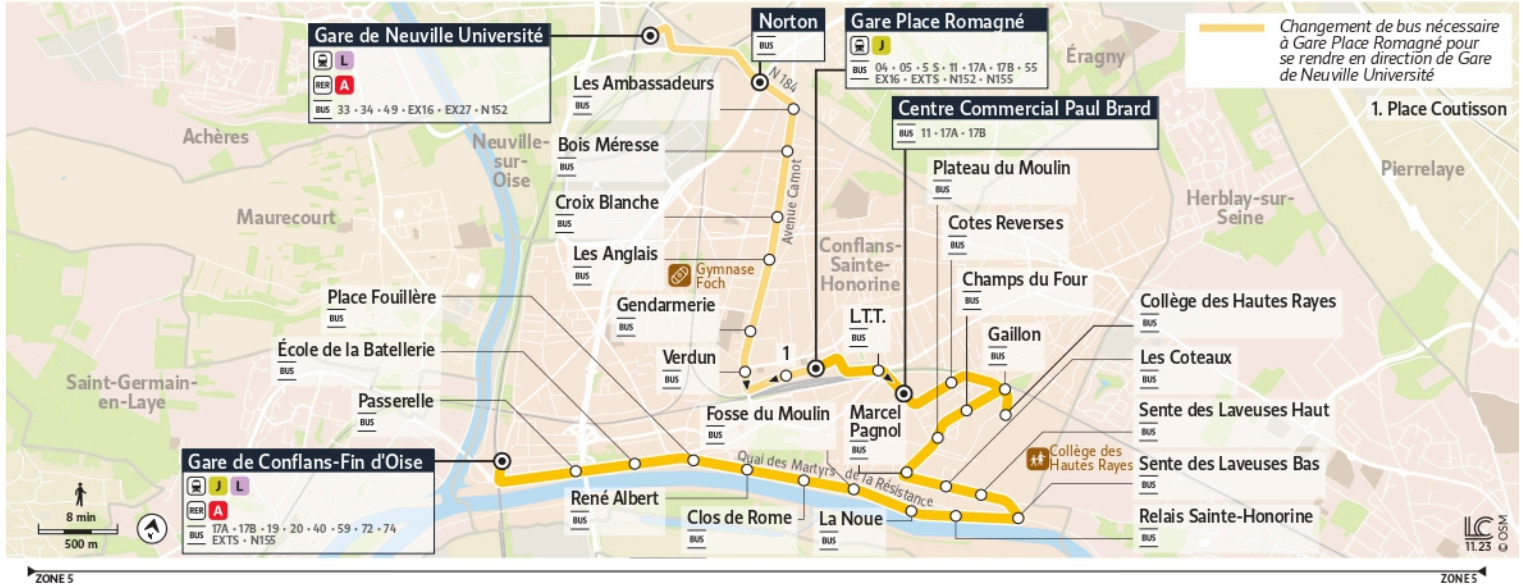 Gare de Neuville Université
L
RER A
BUS 33 · 34 · 49 · EX16 · EX27 · N152
Norton
BUS
Gare Place Romagné
J
BUS 04 · 05 · 5 S · 11 · 17A · 17B · 55
EX16 · EXTS · N152 · N155
Changement de bus nécessaire
à Gare Place Romagné pour
se rendre en direction de Gare
de Neuville Université
1. Place Coutisson
Centre Commercial Paul Brard
BUS 11 · 17A · 17B
Éragny
N 184
Les Ambassadeurs
BUS
Achères
Neuville-
sur-
Oise
Bois Méresse
BUS
Avenue Carnot
Plateau du Moulin
BUS
Pierrelaye
Herblay-sur-
Seine
Maurecourt
Croix Blanche
BUS
Cotes Reverses
BUS
Conflans-
Sainte-
Honorine
Les Anglais
BUS
Gymnase
Foch
Champs du Four
BUS
Place Fouillère
BUS
Gendarmerie
BUS
L.T.T.
BUS
Gaillon
BUS
Collège des Hautes Rayes
BUS
École de la Batellerie
BUS
Verdun
BUS
1
Les Coteaux
BUS
Saint-Germain-
en-Laye
Passerelle
BUS
Fosse du Moulin
BUS
Marcel
Pagnol
BUS
Sente des Laveuses Haut
BUS
Gare de Conflans-Fin d'Oise
J L
RER A
BUS 17A · 17B · 19 · 20 · 40 · 59 · 72 · 74
EXTS · N155
Quai des Martyrs de la Résistance
Collège des
Hautes Rayes
Sente des Laveuses Bas
BUS
René Albert
BUS
Clos de Rome
BUS
La Noue
BUS
Relais Sainte-Honorine
BUS
8 min
500 m
LC
11.23
© OSM
ZONE 5
ZONE 5